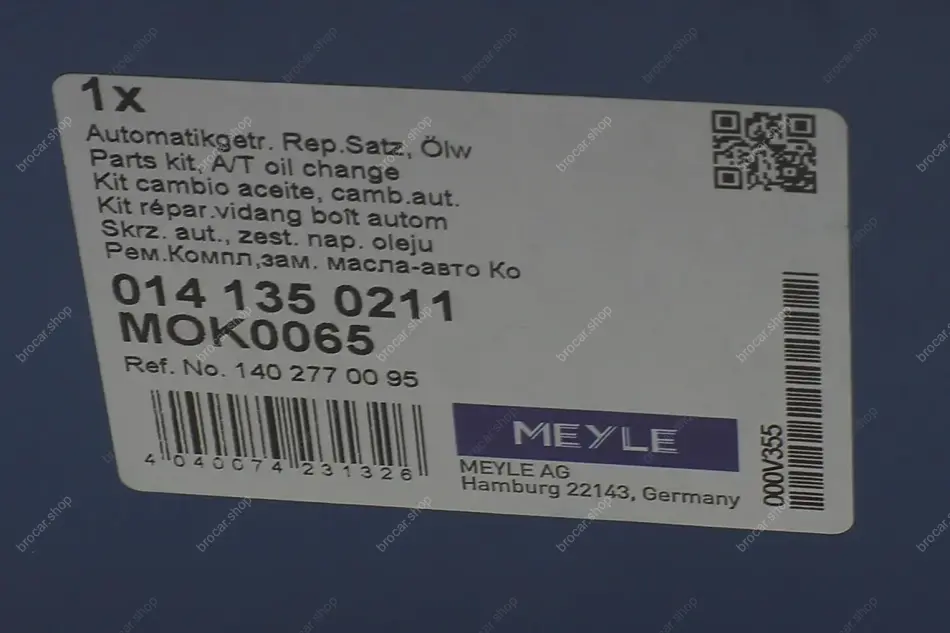 1x
Automatikgetr. Rep.Satz, Ölw
Parts kit, A/T oil change
Kit cambio aceite, camb.aut.
Kit répar.vidang boît autom
Skrz. aut., zest. nap. oleju
Рем.Компл,зам. масла-авто Ко
014 135 0211
MOK0065
Ref. No. 140 277 00 95
4 040074 231326
MEYLE
MEYLE AG
Hamburg 22143, Germany
000V355
brocar.shop